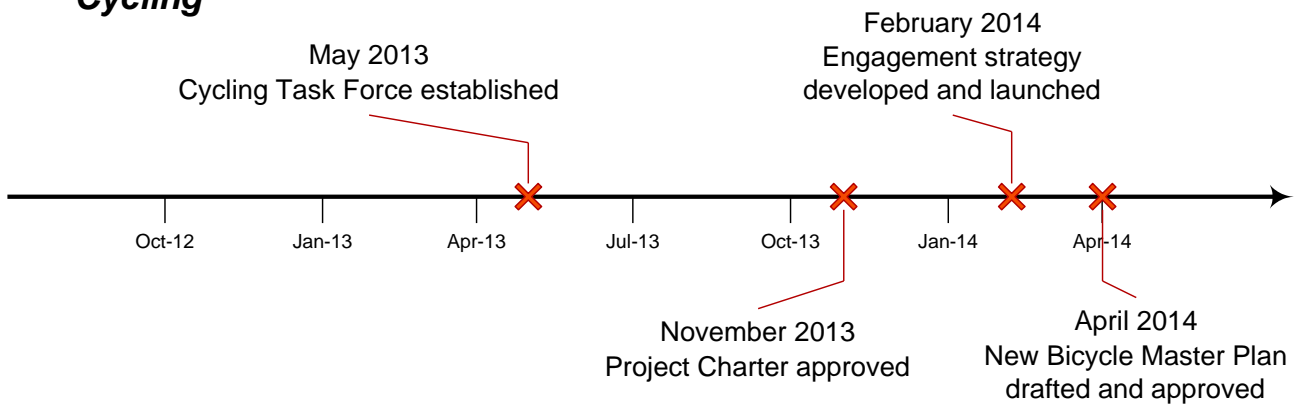 Cycling
May 2013
Cycling Task Force established
February 2014
Engagement strategy
developed and launched
Oct-12
Jan-13
Apr-13
Jul-13
Oct-13
Jan-14
Apr-14
November 2013
Project Charter approved
April 2014
New Bicycle Master Plan
drafted and approved